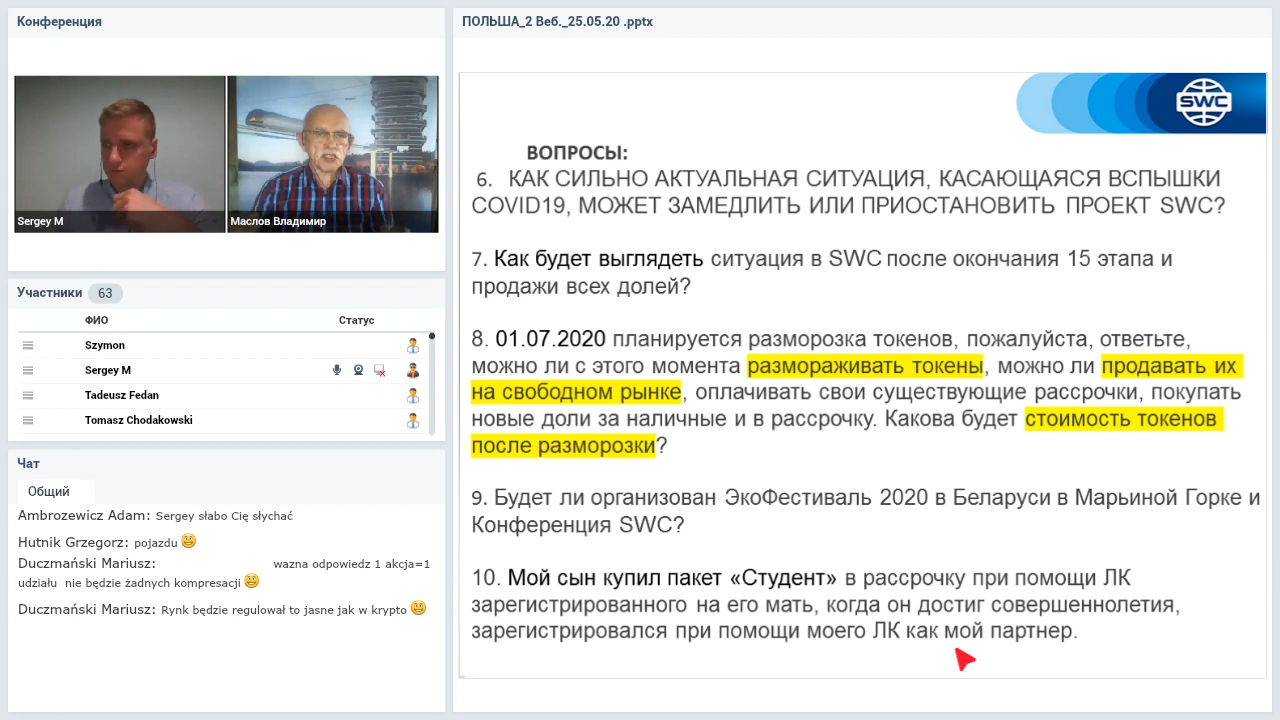 Конференция
Sergey M
Маслов Владимир
Участники 63
ФИО Статус
Szymon
Sergey M
Tadeusz Fedan
Tomasz Chodakowski
Чат
Общий
Ambrozewicz Adam: Sergey słabo Cię słychać
Hutnik Grzegorz: pojazdu
Duczmański Mariusz: wazna odpowiedz 1 akcja=1
udziału nie będzie żadnych kompresacji
Duczmański Mariusz: Rynk będzie regulował to jasne jak w krypto
ПОЛЬША_2 Веб._25.05.20 .pptx
SWC
ВОПРОСЫ:
6. КАК СИЛЬНО АКТУАЛЬНАЯ СИТУАЦИЯ, КАСАЮЩАЯСЯ ВСПЫШКИ
COVID19, МОЖЕТ ЗАМЕДЛИТЬ ИЛИ ПРИОСТАНОВИТЬ ПРОЕКТ SWC?
7. Как будет выглядеть ситуация в SWC после окончания 15 этапа и
продажи всех долей?
8. 01.07.2020 планируется разморозка токенов, пожалуйста, ответьте,
можно ли с этого момента размораживать токены, можно ли продавать их
на свободном рынке, оплачивать свои существующие рассрочки, покупать
новые доли за наличные и в рассрочку. Какова будет стоимость токенов
после разморозки?
9. Будет ли организован ЭкоФестиваль 2020 в Беларуси в Марьиной Горке и
Конференция SWC?
10. Мой сын купил пакет «Студент» в рассрочку при помощи ЛК
зарегистрированного на его мать, когда он достиг совершеннолетия,
зарегистрировался при помощи моего ЛК как мой партнер.